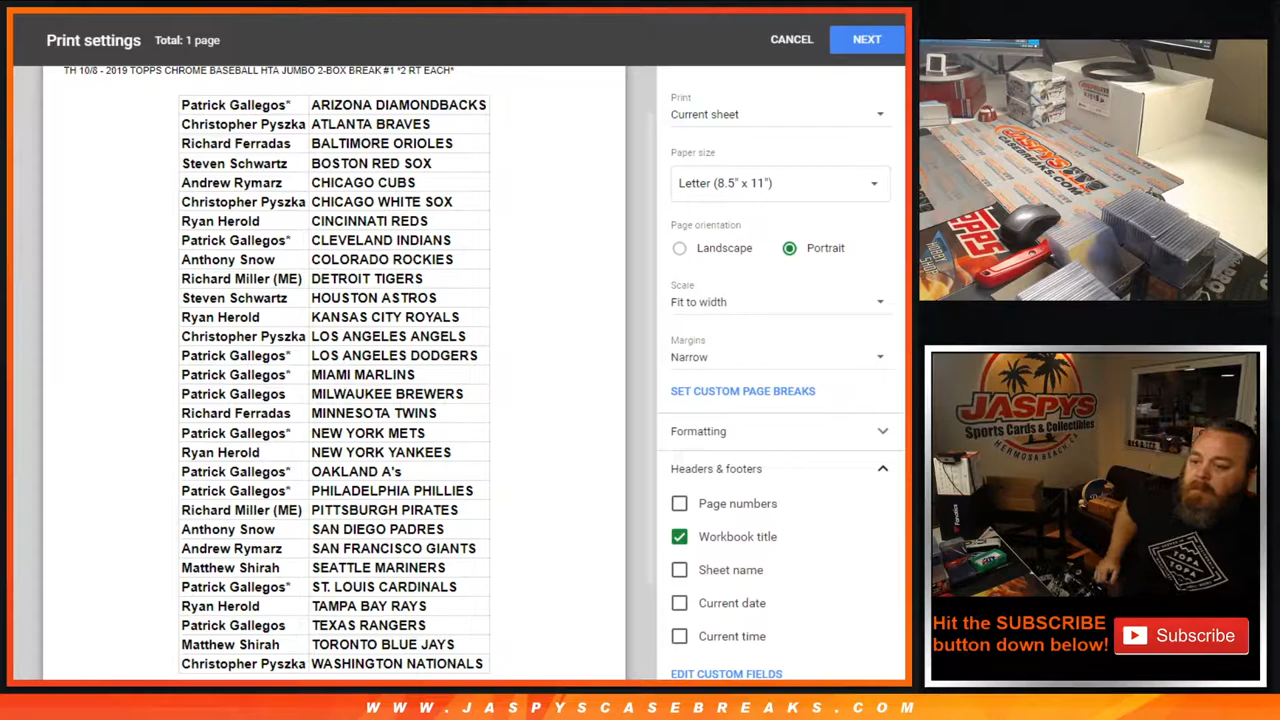 Print settings Total: 1 page CANCEL NEXT
TH 10/8 - 2019 TOPPS CHROME BASEBALL HTA JUMBO 2-BOX BREAK #1 *2 RT EACH*
Patrick Gallegos* ARIZONA DIAMONDBACKS
Christopher Pyszka ATLANTA BRAVES
Richard Ferradas BALTIMORE ORIOLES
Steven Schwartz BOSTON RED SOX
Andrew Rymarz CHICAGO CUBS
Christopher Pyszka CHICAGO WHITE SOX
Ryan Herold CINCINNATI REDS
Patrick Gallegos* CLEVELAND INDIANS
Anthony Snow COLORADO ROCKIES
Richard Miller (ME) DETROIT TIGERS
Steven Schwartz HOUSTON ASTROS
Ryan Herold KANSAS CITY ROYALS
Christopher Pyszka LOS ANGELES ANGELS
Patrick Gallegos* LOS ANGELES DODGERS
Patrick Gallegos* MIAMI MARLINS
Patrick Gallegos MILWAUKEE BREWERS
Richard Ferradas MINNESOTA TWINS
Patrick Gallegos* NEW YORK METS
Ryan Herold NEW YORK YANKEES
Patrick Gallegos* OAKLAND A's
Patrick Gallegos* PHILADELPHIA PHILLIES
Richard Miller (ME) PITTSBURGH PIRATES
Anthony Snow SAN DIEGO PADRES
Andrew Rymarz SAN FRANCISCO GIANTS
Matthew Shirah SEATTLE MARINERS
Patrick Gallegos* ST. LOUIS CARDINALS
Ryan Herold TAMPA BAY RAYS
Patrick Gallegos TEXAS RANGERS
Matthew Shirah TORONTO BLUE JAYS
Christopher Pyszka WASHINGTON NATIONALS
Print
Current sheet
Paper size
Letter (8.5" x 11")
Page orientation
Landscape Portrait
Scale
Fit to width
Margins
Narrow
SET CUSTOM PAGE BREAKS
Formatting
Headers & footers
Page numbers
Workbook title
Sheet name
Current date
Current time
EDIT CUSTOM FIELDS
JASPYS
CASEBREAKS.COM
TOPPS
HOBBY
SHOP
JASPYS
Sports Cards & Collectibles
HERMOSA BEACH, CA
Fanatics
TOPA
TOPA
Hit the SUBSCRIBE
button down below!
Subscribe
WWW.JASPYSCASEBREAKS.COM